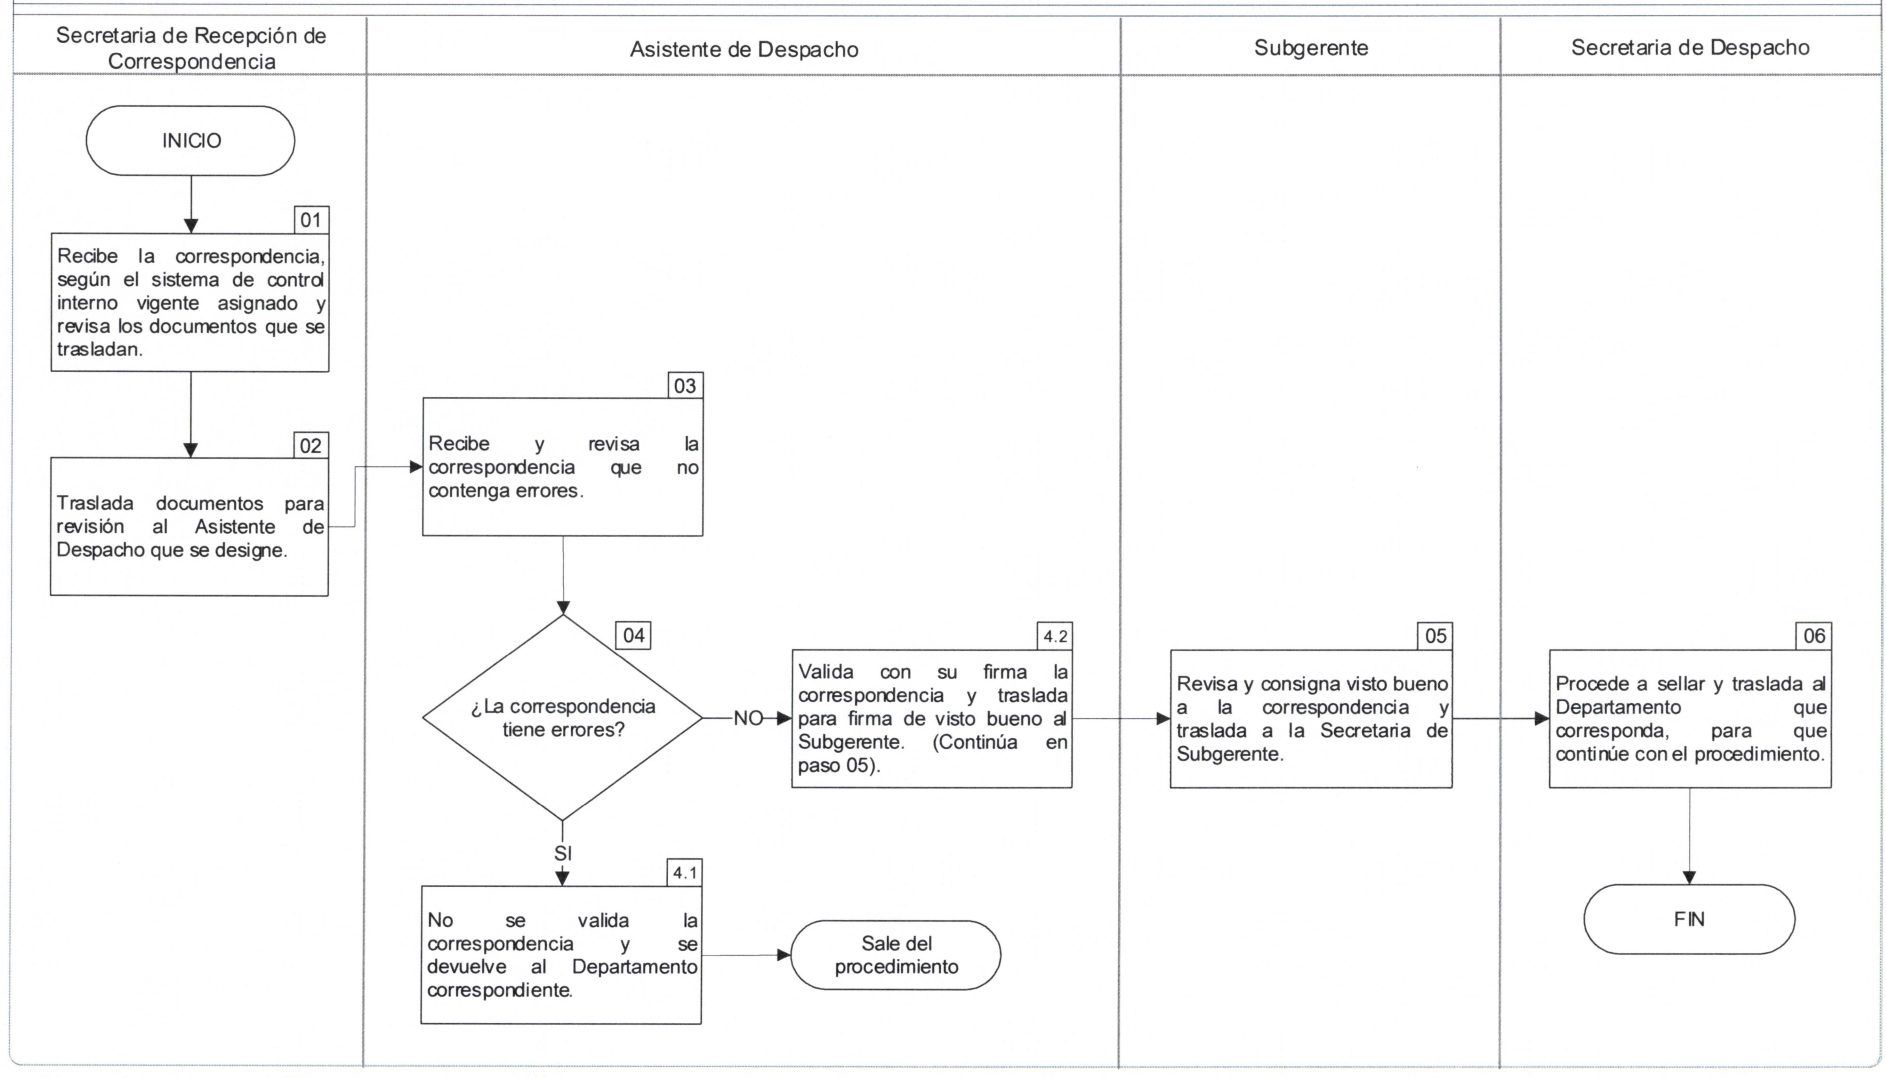 Secretaria de Recepción de
Correspondencia
Asistente de Despacho
Subgerente
Secretaria de Despacho
INICIO
01
Recibe la correspondencia,
según el sistema de control
interno vigente asignado y
revisa los documentos que se
trasladan.
02
Traslada documentos para
revisión al Asistente de
Despacho que se designe.
03
Recibe y revisa la
correspondencia que no
contenga errores.
04
¿La correspondencia
tiene errores?
NO
SI
4.1
No se valida la
correspondencia y se
devuelve al Departamento
correspondiente.
Sale del
procedimiento
4.2
Valida con su firma la
correspondencia y traslada
para firma de visto bueno al
Subgerente. (Continúa en
paso 05).
05
Revisa y consigna visto bueno
a la correspondencia y
traslada a la Secretaria de
Subgerente.
06
Procede a sellar y traslada al
Departamento que
corresponda, para que
continúe con el procedimiento.
FIN